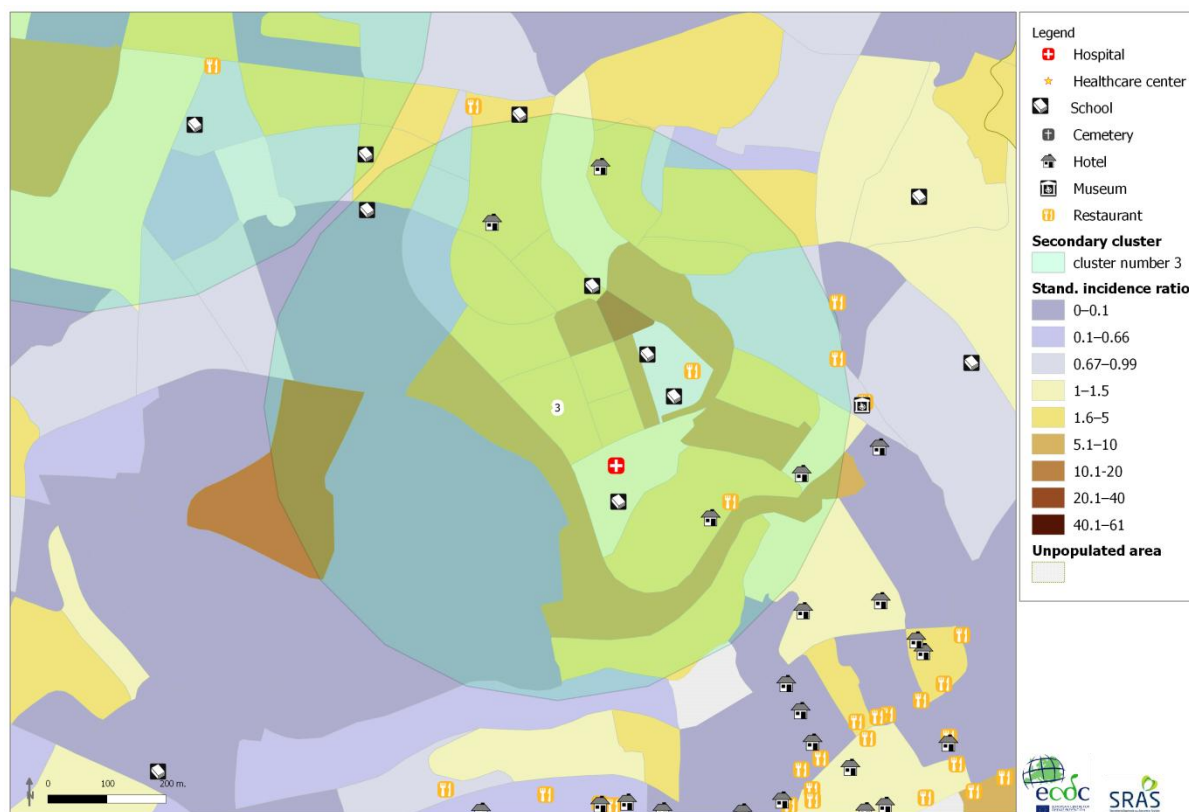 Legend
Hospital
Healthcare center
School
Cemetery
Hotel
Museum
Restaurant
Secondary cluster
cluster number 3
Stand. incidence ratio
0–0.1
0.1–0.66
0.67–0.99
1–1.5
1.6–5
5.1–10
10.1-20
20.1–40
40.1–61
Unpopulated area
3
N
0 100 200 m.
ecdc
SRAS